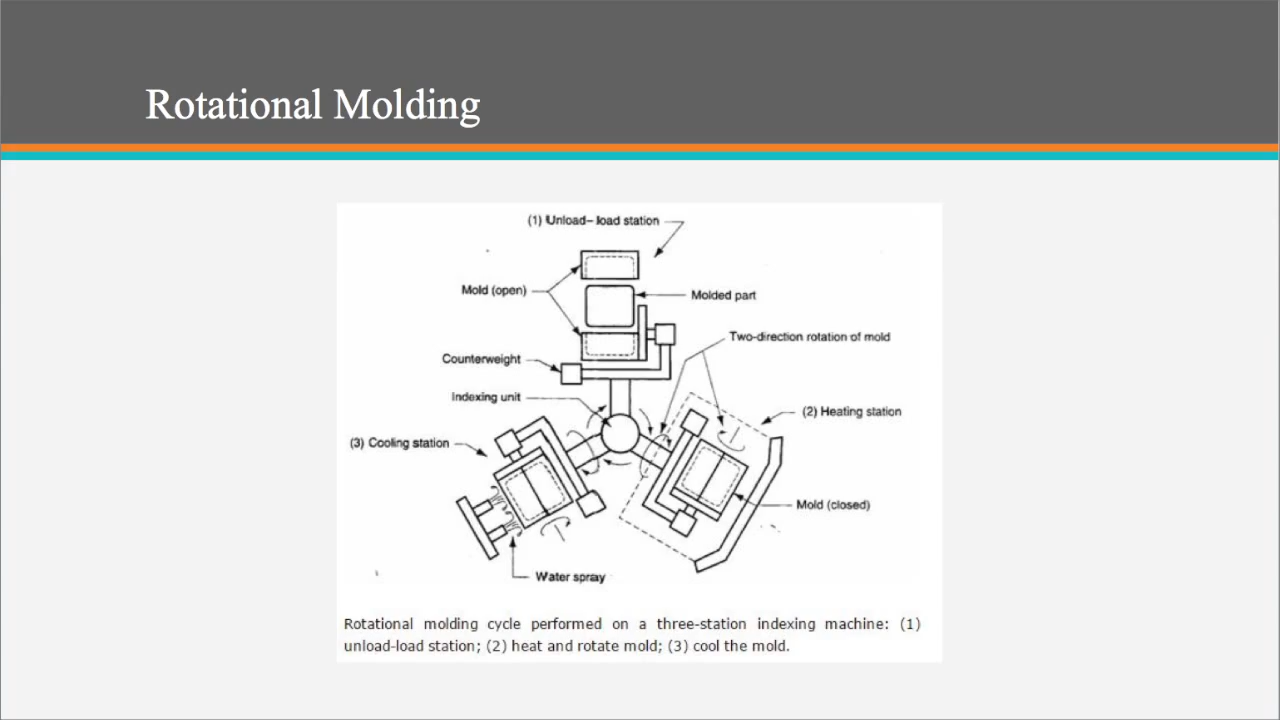 Rotational Molding
(1) Unload– load station
Mold (open)
Molded part
Two-direction rotation of mold
Counterweight
Indexing unit
(2) Heating station
(3) Cooling station
Mold (closed)
Water spray
Rotational molding cycle performed on a three-station indexing machine: (1)
unload-load station; (2) heat and rotate mold; (3) cool the mold.